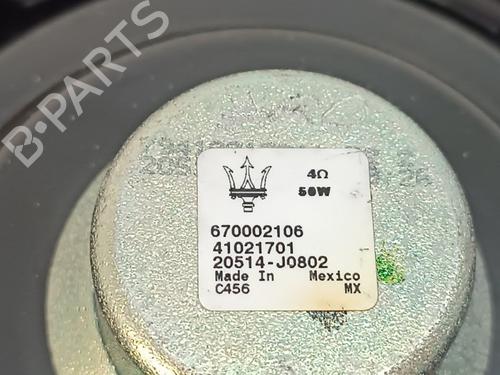 B-PARTS
4Ω
50W
670002106
41021701
20514-J0802
Made In Mexico
C456 MX